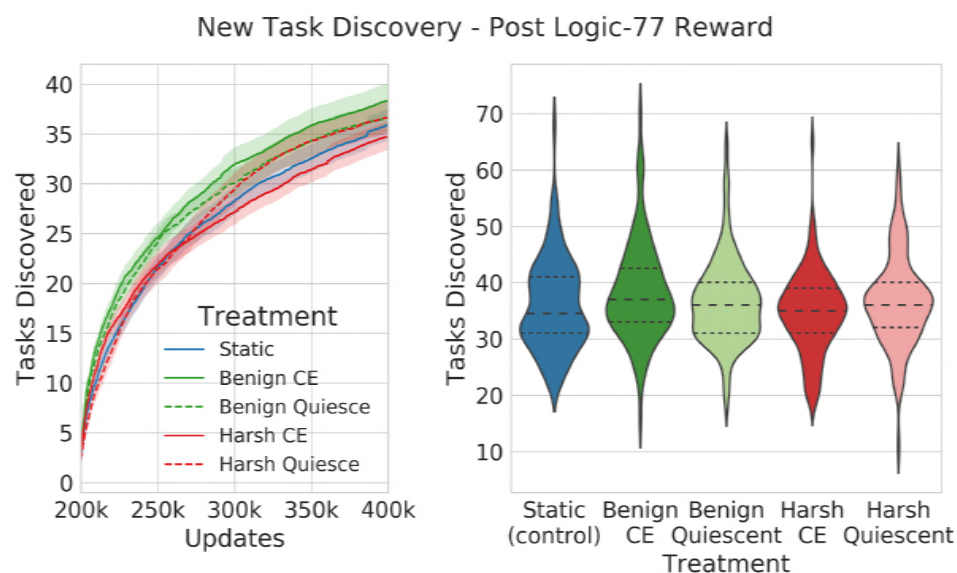 New Task Discovery - Post Logic-77 Reward
Tasks Discovered
40
35
30
25
20
15
10
5
0
Treatment
Static
Benign CE
Benign Quiesce
Harsh CE
Harsh Quiesce
200k 250k 300k 350k 400k
Updates
Tasks Discovered
70
60
50
40
30
20
10
Static Benign Benign Harsh Harsh
(control) CE Quiescent CE Quiescent
Treatment